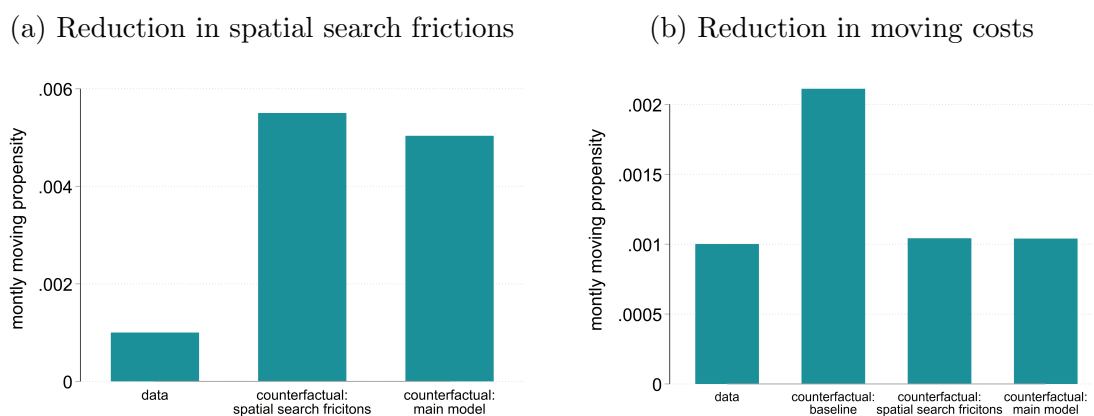 (a) Reduction in spatial search frictions
montly moving propensity
.006
.004
.002
0
data
counterfactual:
spatial search fricitons
counterfactual:
main model
(b) Reduction in moving costs
montly moving propensity
.002
.0015
.001
.0005
0
data
counterfactual:
baseline
counterfactual:
spatial search fricitons
counterfactual:
main model